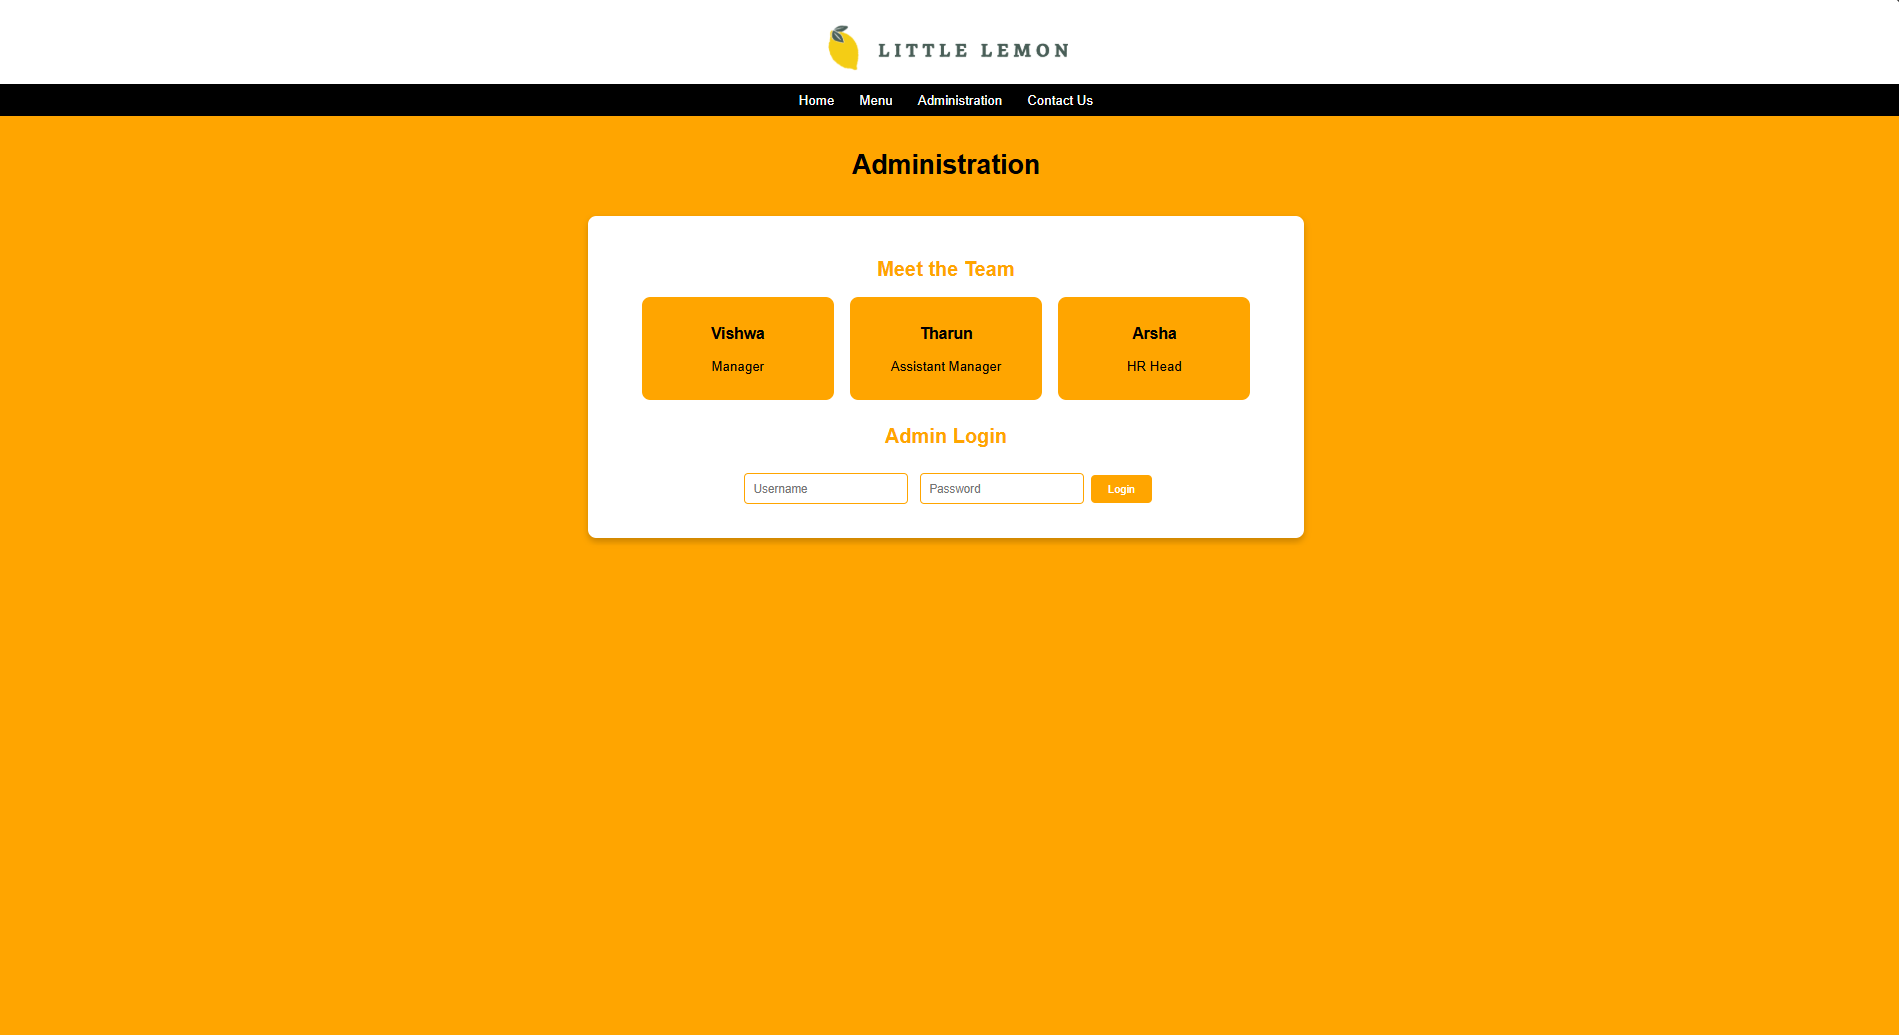 LITTLE LEMON
Home Menu Administration Contact Us
Administration
Meet the Team
Vishwa Tharun Arsha
Manager Assistant Manager HR Head
Admin Login
Username Password Login